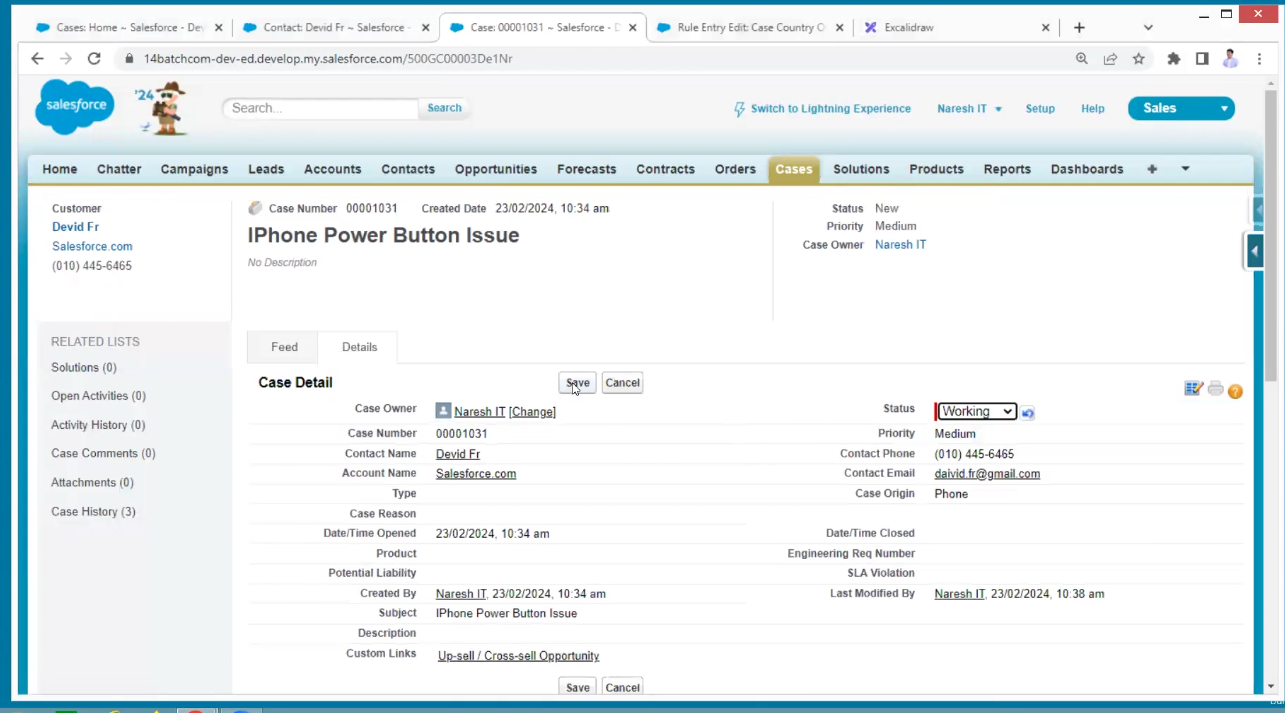 Cases: Home ~ Salesforce - Dev
Contact: Devid Fr ~ Salesforce -
Case: 00001031 ~ Salesforce - D
Rule Entry Edit: Case Country O
Excalidraw
14batchcom-dev-ed.develop.my.salesforce.com/500GC00003De1Nr
salesforce
'24
Search...
Search
Switch to Lightning Experience
Naresh IT
Setup
Help
Sales
Home Chatter Campaigns Leads Accounts Contacts Opportunities Forecasts Contracts Orders Cases Solutions Products Reports Dashboards +
Customer
Devid Fr
Salesforce.com
(010) 445-6465
Case Number 00001031 Created Date 23/02/2024, 10:34 am
IPhone Power Button Issue
No Description
Status New
Priority Medium
Case Owner Naresh IT
RELATED LISTS
Solutions (0)
Open Activities (0)
Activity History (0)
Case Comments (0)
Attachments (0)
Case History (3)
Feed Details
Case Detail
Save Cancel
Case Owner Naresh IT [Change] Status Working
Case Number 00001031 Priority Medium
Contact Name Devid Fr Contact Phone (010) 445-6465
Account Name Salesforce.com Contact Email daivid.fr@gmail.com
Type Case Origin Phone
Case Reason
Date/Time Opened 23/02/2024, 10:34 am Date/Time Closed
Product Engineering Req Number
Potential Liability SLA Violation
Created By Naresh IT, 23/02/2024, 10:34 am Last Modified By Naresh IT, 23/02/2024, 10:38 am
Subject IPhone Power Button Issue
Description
Custom Links Up-sell / Cross-sell Opportunity
Save Cancel